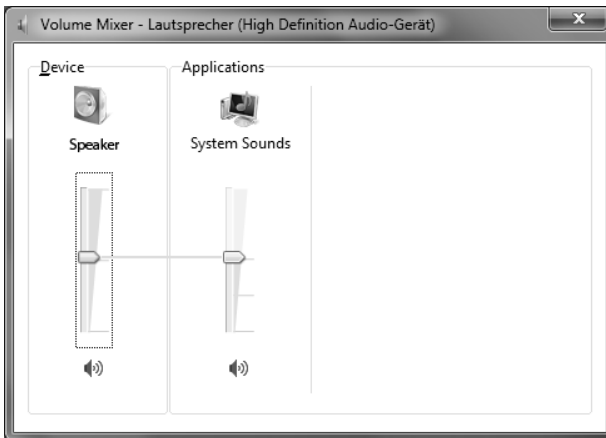 Volume Mixer - Lautsprecher (High Definition Audio-Gerät)
Device
Applications
Speaker
System Sounds